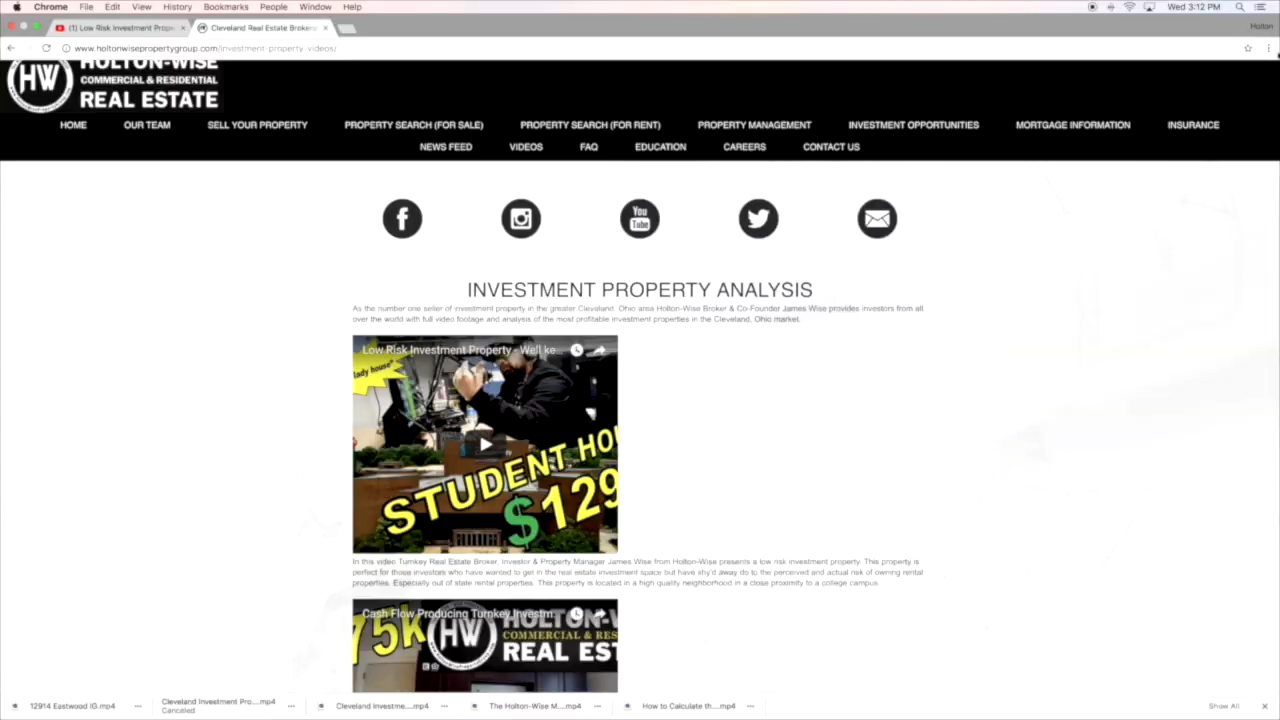 Chrome File Edit View History Bookmarks People Window Help Wed 3:12 PM
(1) Low Risk Investment Prop Cleveland Real Estate Brokers Holton
www.holtonwisepropertygroup.com/investment-property-videos/
HW HOLTON-WISE
COMMERCIAL & RESIDENTIAL
REAL ESTATE
HOME OUR TEAM SELL YOUR PROPERTY PROPERTY SEARCH (FOR SALE) PROPERTY SEARCH (FOR RENT) PROPERTY MANAGEMENT INVESTMENT OPPORTUNITIES MORTGAGE INFORMATION INSURANCE
NEWS FEED VIDEOS FAQ EDUCATION CAREERS CONTACT US
You
Tube
INVESTMENT PROPERTY ANALYSIS
As the number one seller of investment property in the greater Cleveland, Ohio area Holton-Wise Broker & Co-Founder James Wise provides investors from all
over the world with full video footage and analysis of the most profitable investment properties in the Cleveland, Ohio market.
Low Risk Investment Property - Well ke...
lady house"
STUDENT HOU
$129
In this video Turnkey Real Estate Broker, Investor & Property Manager James Wise from Holton-Wise presents a low risk investment property. This property is
perfect for those investors who have wanted to get in the real estate investment space but have shy'd away do to the perceived and actual risk of owning rental
properties. Especially out of state rental properties. This property is located in a high quality neighborhood in a close proximity to a college campus.
Cash Flow Producing Turnkey Investm...
75k HW HOLTON-W
COMMERCIAL & RES
REAL EST
12914 Eastwood IG.mp4 Cleveland Investment Pro....mp4 Cleveland Investme....mp4 The Holton-Wise M....mp4 How to Calculate th....mp4 Show All
Canceled